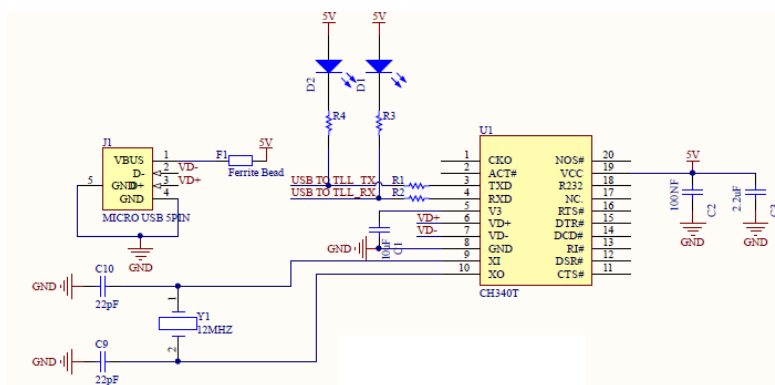 5V
5V
D2
D1
R4
R3
U1
J1
VBUS
D-
GND
D+
GND
1
2
3
4
5
VD-
VD+
F1
5V
Ferrite Bead
MICRO USB 5PIN
GND
USB TO TLL_TX
R1
USB TO TLL_RX
R2
1
2
3
4
5
6
7
8
9
10
VD+
VD-
GND
10uF
C1
CKO
ACT#
TXD
RXD
V3
VD+
VD-
GND
XI
XO
NOS#
VCC
R232
NC.
RTS#
DTR#
DCD#
RI#
DSR#
CTS#
20
19
18
17
16
15
14
13
12
11
CH340T
5V
100NF
C2
GND
2.2uF
C3
GND
C10
GND
22pF
1
Y1
12MHZ
2
C9
GND
22pF